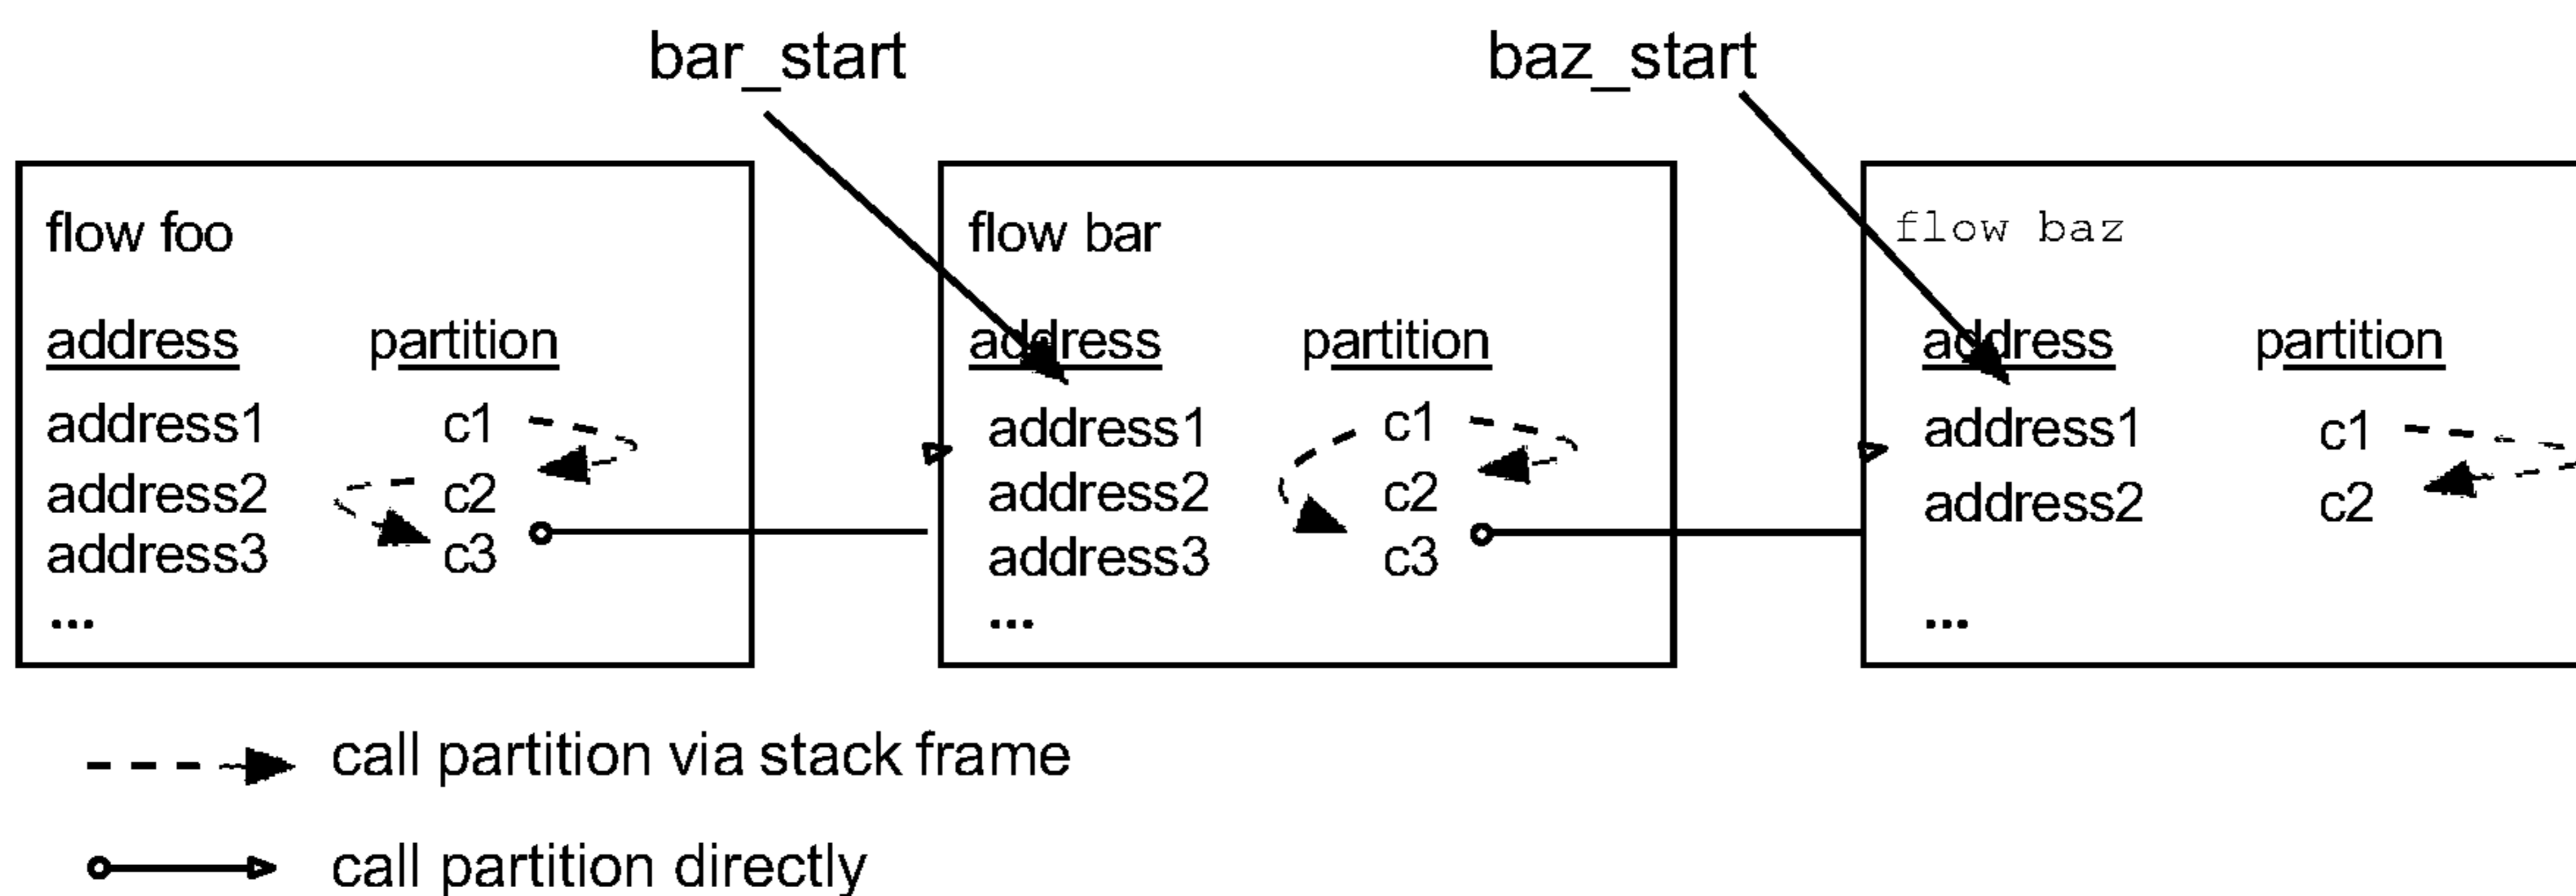 bar_start
baz_start
flow foo
address partition
address1 c1
address2 c2
address3 c3
...
flow bar
address partition
address1 c1
address2 c2
address3 c3
...
flow baz
address partition
address1 c1
address2 c2
...
call partition via stack frame
call partition directly